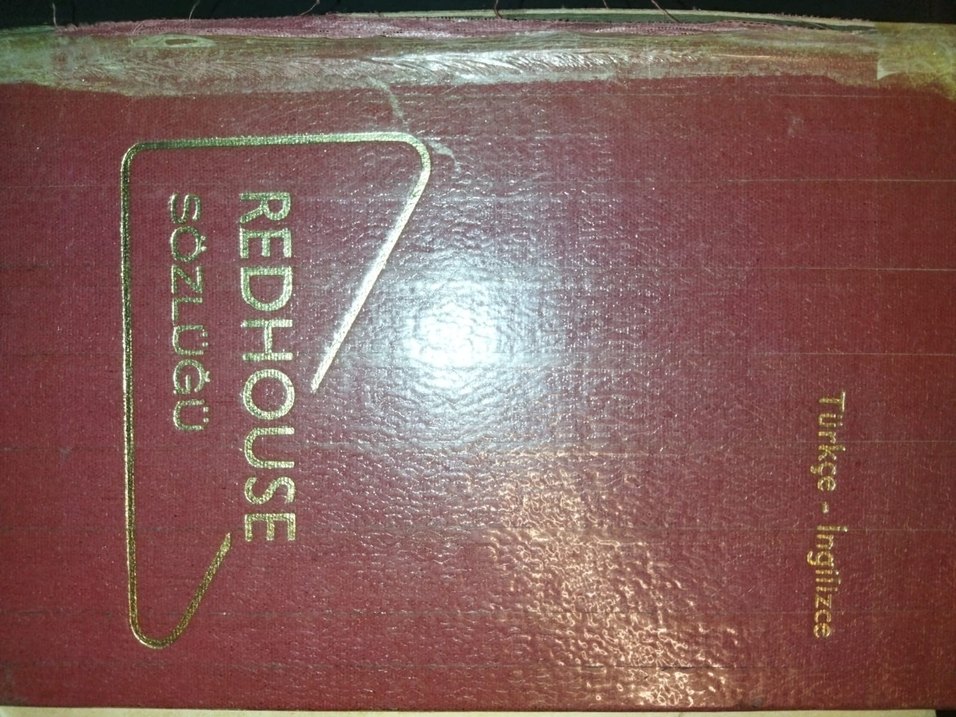 Türkçe - İngilizce
REDHOUSE
SÖZLÜĞÜ